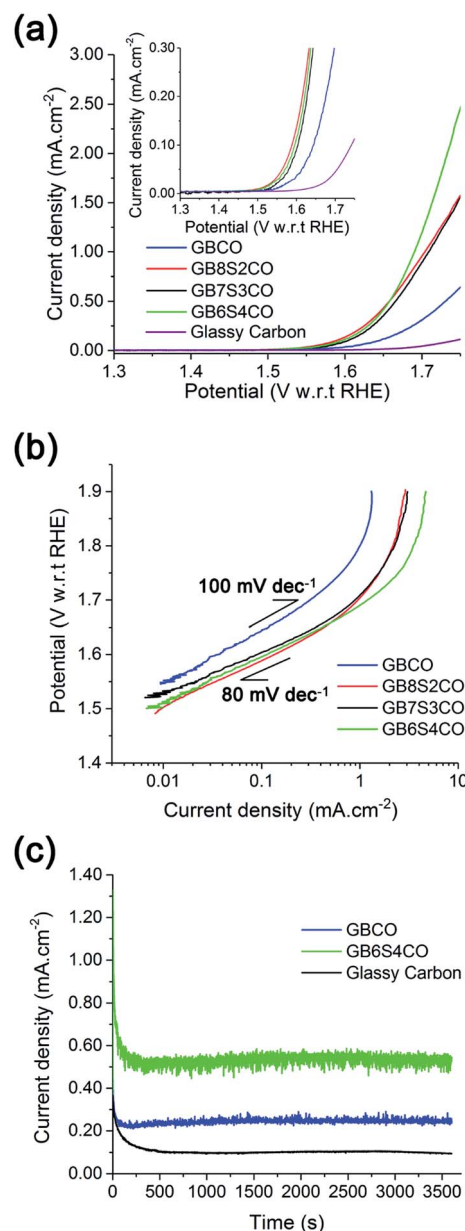 (a)
Current density (mA.cm⁻²)
3.00
2.50
2.00
1.50
1.00
0.50
0.00
Current density (mA.cm⁻²)
0.30
0.20
0.10
0.00
1.3 1.4 1.5 1.6 1.7
Potential (V w.r.t RHE)
GBCO
GB8S2CO
GB7S3CO
GB6S4CO
Glassy Carbon
1.3 1.4 1.5 1.6 1.7
Potential (V w.r.t RHE)
(b)
Potential (V w.r.t RHE)
1.9
1.8
1.7
1.6
1.5
1.4
100 mV dec⁻¹
80 mV dec⁻¹
GBCO
GB8S2CO
GB7S3CO
GB6S4CO
0.01 0.1 1 10
Current density (mA.cm⁻²)
(c)
Current density (mA.cm⁻²)
1.40
1.20
1.00
0.80
0.60
0.40
0.20
0.00
GBCO
GB6S4CO
Glassy Carbon
0 500 1000 1500 2000 2500 3000 3500
Time (s)